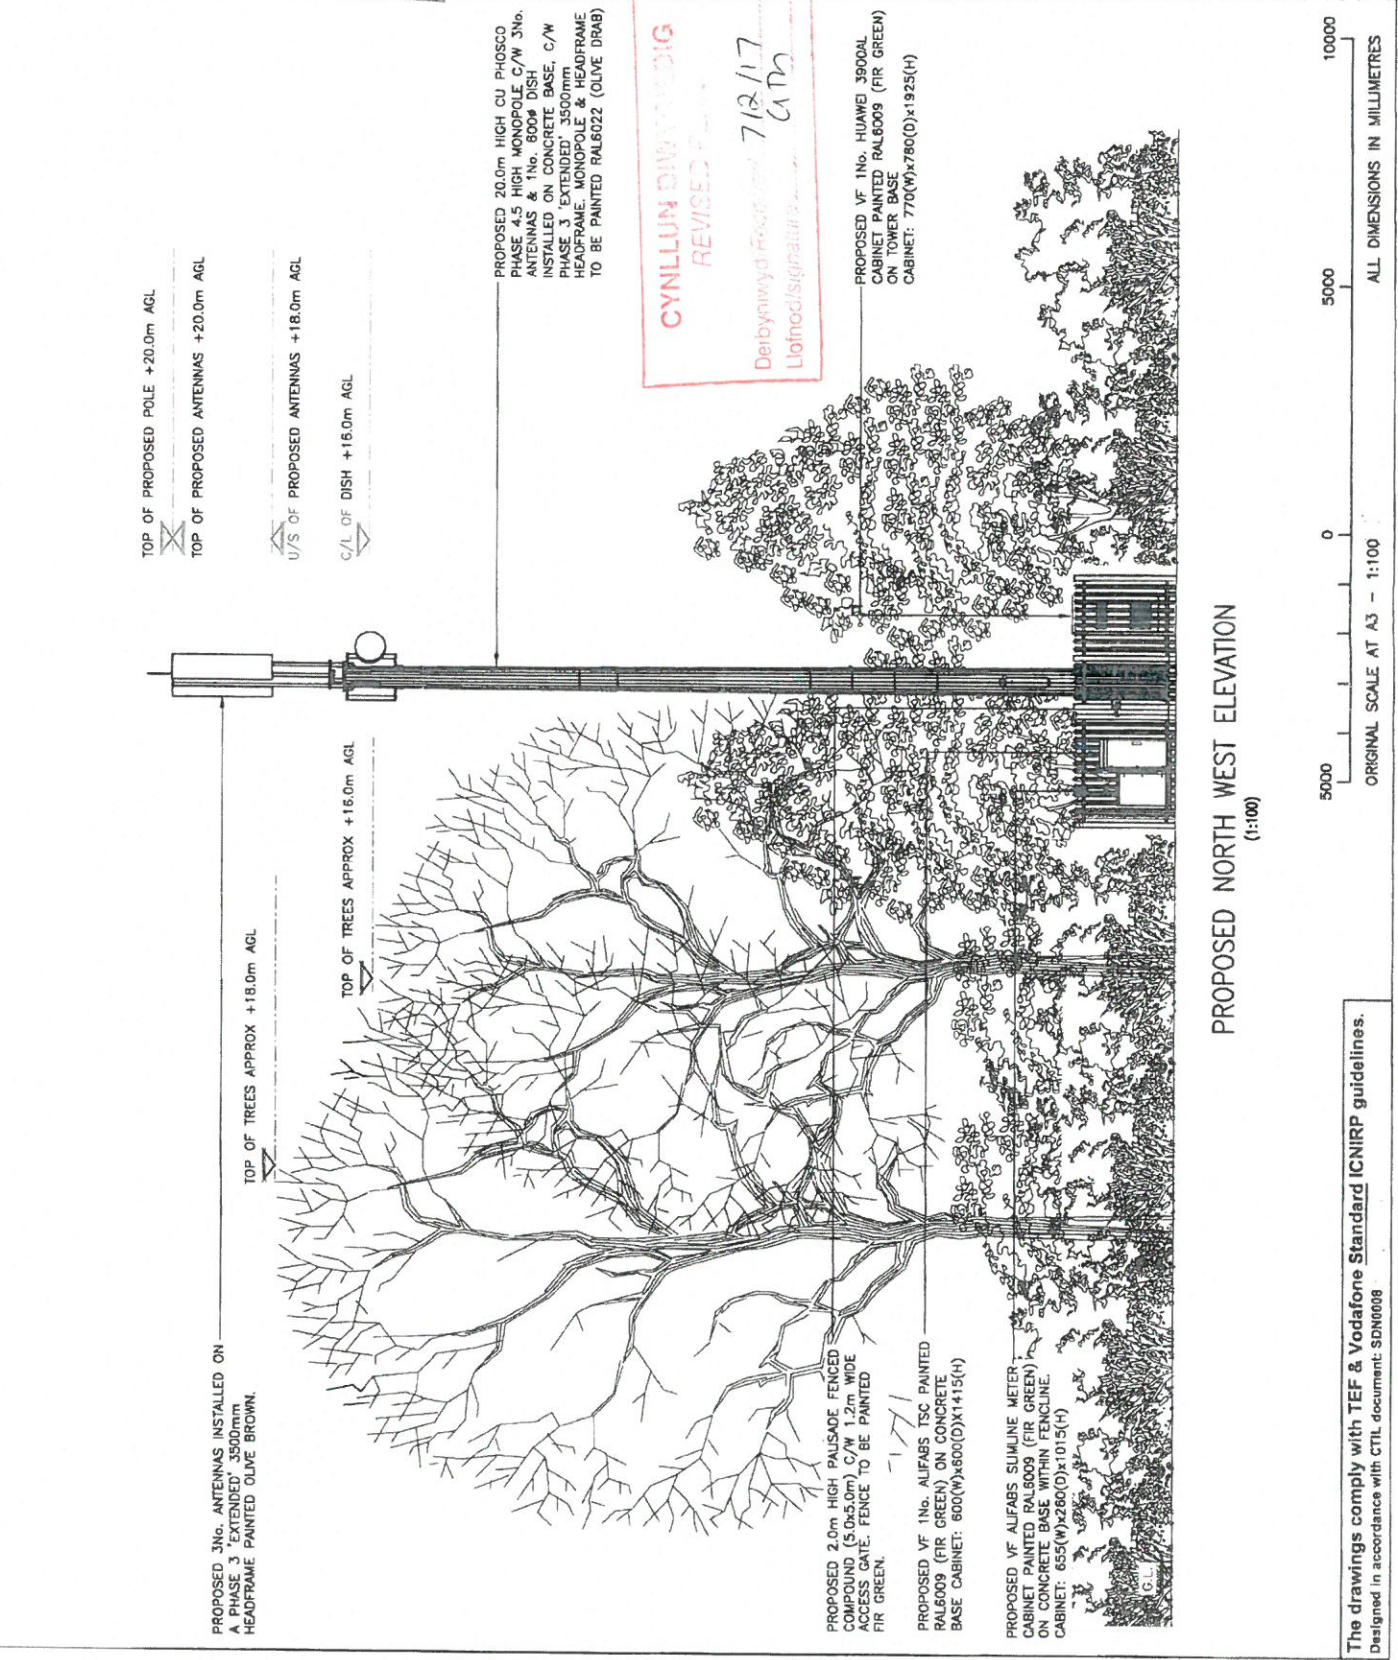 TOP OF PROPOSED POLE +20.0m AGL
TOP OF PROPOSED ANTENNAS +20.0m AGL
U/S OF PROPOSED ANTENNAS +18.0m AGL
C/L OF DISH +16.0m AGL
PROPOSED 3No. ANTENNAS INSTALLED ON
A PHASE 3 'EXTENDED' 3500mm
HEADFRAME PAINTED OLIVE BROWN.
TOP OF TREES APPROX +18.0m AGL
TOP OF TREES APPROX +16.0m AGL
PROPOSED 20.0m HIGH CU PHOSCO
PHASE 4.5 HIGH MONOPOLE C/W 3No.
ANTENNAS & 1No. 600ø DISH
INSTALLED ON CONCRETE BASE, C/W
PHASE 3 'EXTENDED' 3500mm
HEADFRAME. MONOPOLE & HEADFRAME
TO BE PAINTED RAL6022 (OLIVE DRAB)
CYNLLUN
REVISED
Derbyniwyd/Received 7/2/17
Llofnod/signature
PROPOSED VF 1No. HUAWEI 3900AL
CABINET PAINTED RAL6009 (FIR GREEN)
ON TOWER BASE
CABINET: 770(W)x780(D)x1925(H)
PROPOSED 2.0m HIGH PALISADE FENCED
COMPOUND (5.0x5.0m) C/W 1.2m WIDE
ACCESS GATE. FENCE TO BE PAINTED
FIR GREEN.
PROPOSED VF 1No. ALIFABS TSC PAINTED
RAL6009 (FIR GREEN) ON CONCRETE
BASE CABINET: 600(W)x600(D)X1415(H)
PROPOSED VF ALIFABS SLIMLINE METER
CABINET PAINTED RAL6009 (FIR GREEN)
ON CONCRETE BASE WITHIN FENCLINE.
CABINET: 655(W)x260(D)x1015(H)
G.L.
PROPOSED NORTH WEST ELEVATION
(1:100)
5000 0 5000 10000
ORIGINAL SCALE AT A3 - 1:100 ALL DIMENSIONS IN MILLIMETRES
The drawings comply with TEF & Vodafone Standard ICNIRP guidelines.
Designed in accordance with CTIL document: SDN0008